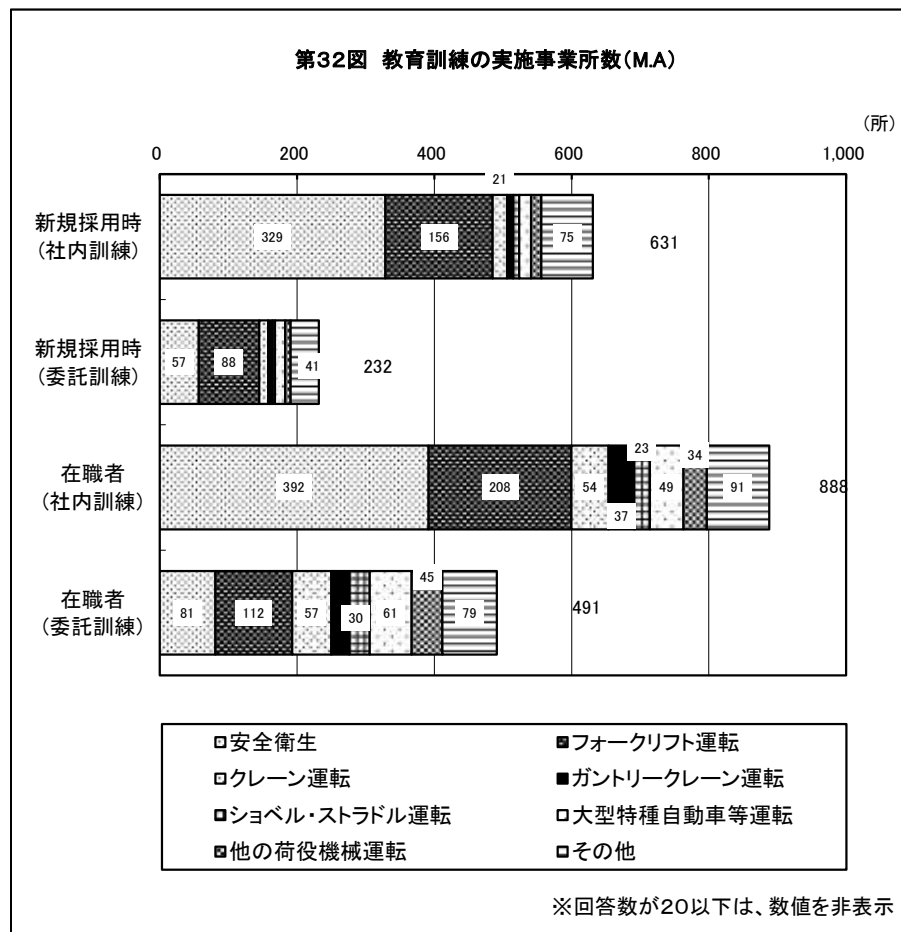 第32図 教育訓練の実施事業所数(M.A)
(所)
0 200 400 600 800 1,000
21
新規採用時
(社内訓練)
329 156 75 631
新規採用時
(委託訓練)
57 88 41 232
23 34
在職者
(社内訓練)
392 208 54 49 91 888
37
45
在職者
(委託訓練)
81 112 57 30 61 79 491
安全衛生 フォークリフト運転
クレーン運転 ガントリークレーン運転
ショベル・ストラドル運転 大型特種自動車等運転
他の荷役機械運転 その他
※回答数が20以下は、数値を非表示